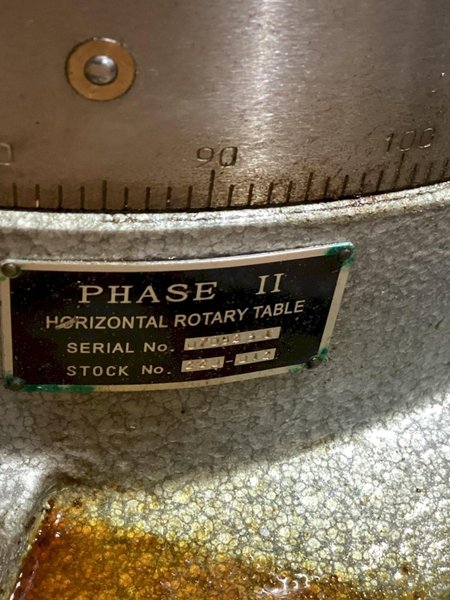 90
100
PHASE II
HORIZONTAL ROTARY TABLE
SERIAL No.
STOCK No.